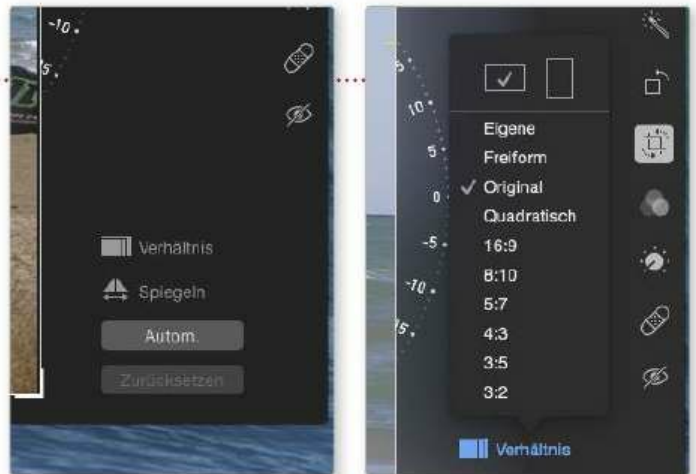 -10
5
Verhältnis
Spiegeln
Autom.
Zurücksetzen
5
10
5
0
-5
-10
15
Eigene
Freiform
Original
Quadratisch
16:9
8:10
5:7
4:3
3:5
3:2
Verhältnis